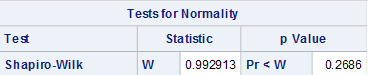 Tests for Normality
Test Statistic p Value
Shapiro-Wilk W 0.992913 Pr < W 0.2686